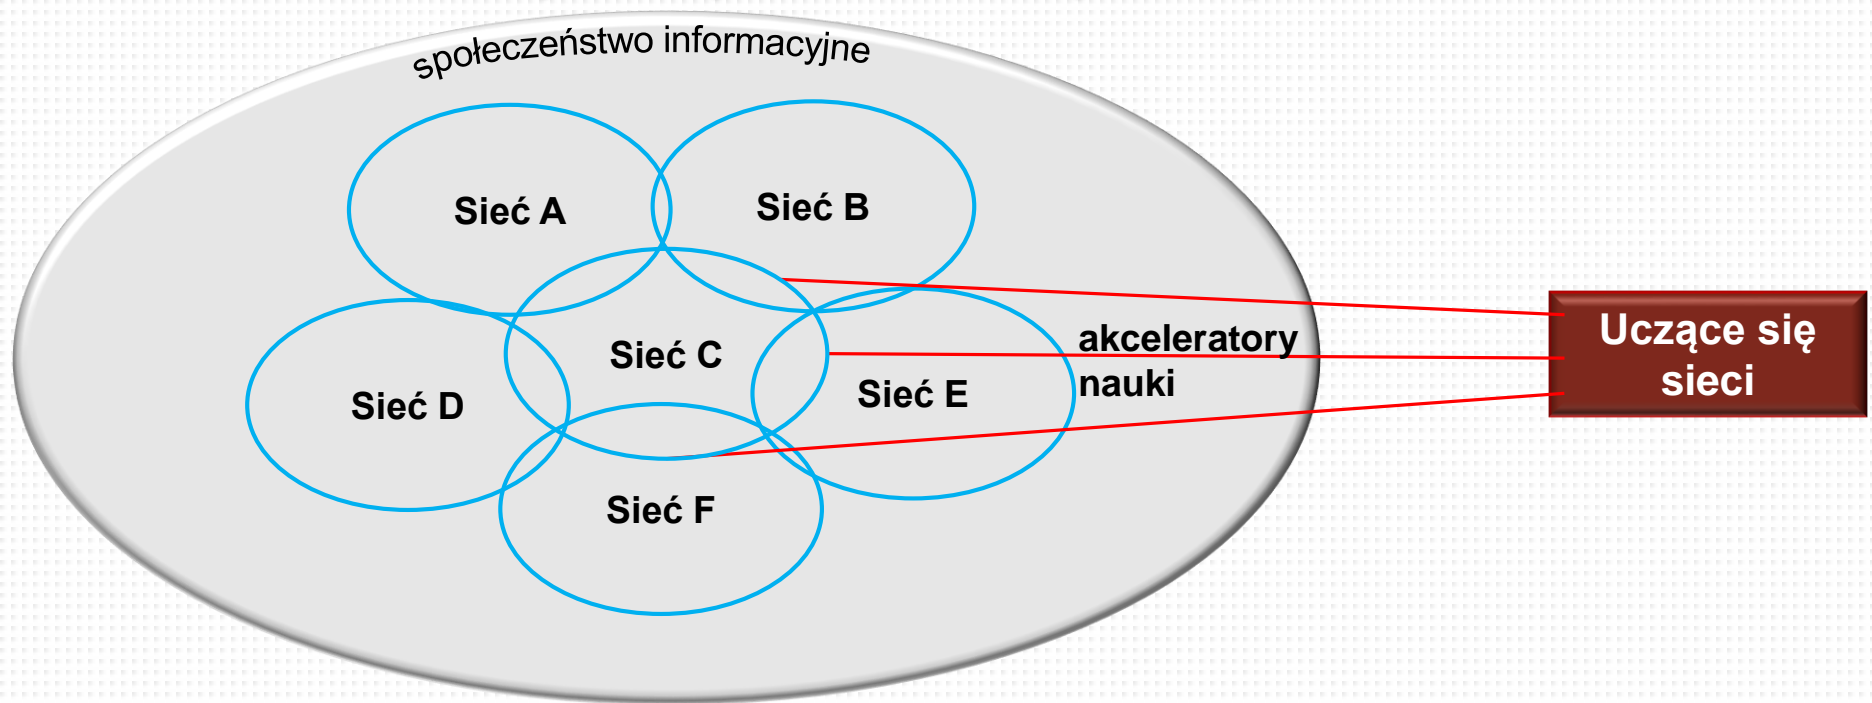 społeczeństwo informacyjne
Sieć A
Sieć B
Sieć C
akceleratory
nauki
Sieć D
Sieć E
Sieć F
Uczące się
sieci